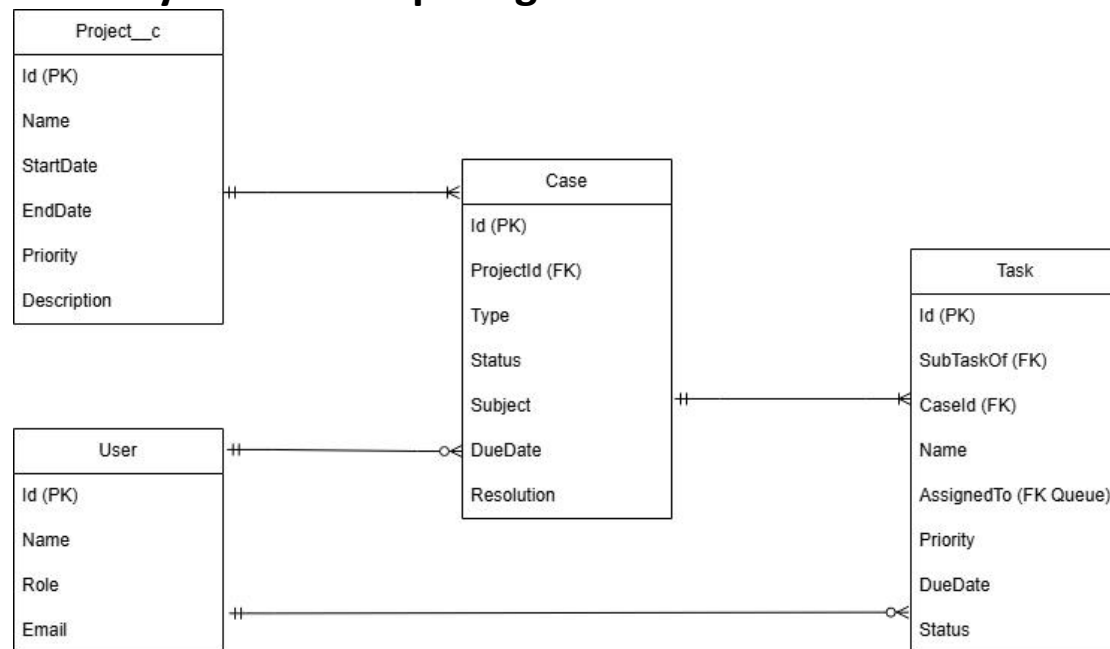 Project__c
Id (PK)
Name
StartDate
EndDate
Priority
Description
Case
Id (PK)
ProjectId (FK)
Type
Status
Subject
DueDate
Resolution
Task
Id (PK)
SubTaskOf (FK)
CaseId (FK)
Name
AssignedTo (FK Queue)
Priority
DueDate
Status
User
Id (PK)
Name
Role
Email